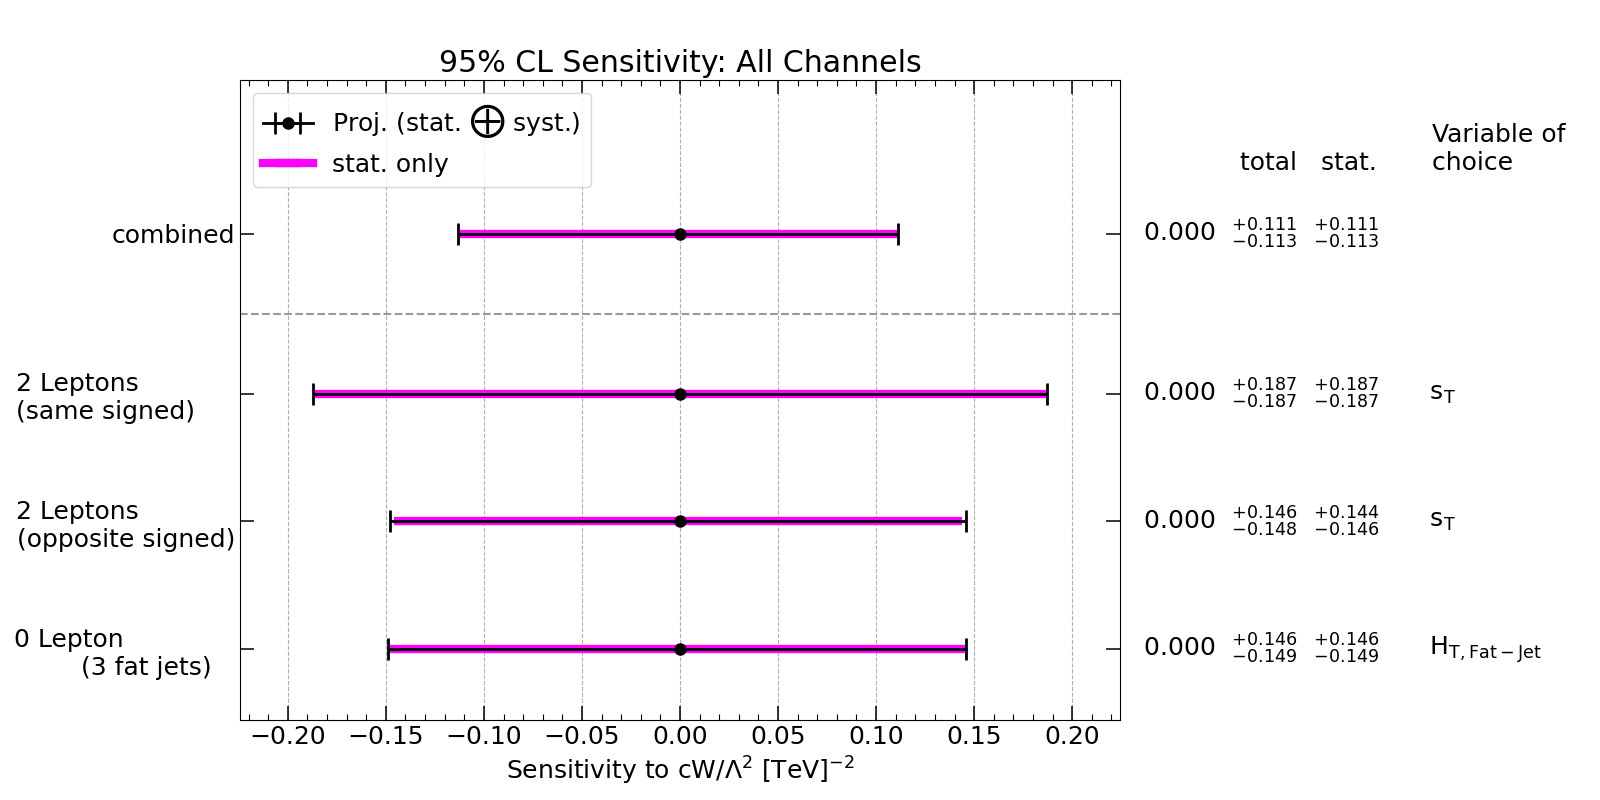 95% CL Sensitivity: All Channels
Proj. (stat. ⊕ syst.)
stat. only
Variable of
choice
total stat.
combined 0.000 +0.111 −0.113 +0.111 −0.113
2 Leptons
(same signed) 0.000 +0.187 −0.187 +0.187 −0.187 s_T
2 Leptons
(opposite signed) 0.000 +0.146 −0.148 +0.144 −0.146 s_T
0 Lepton
(3 fat jets) 0.000 +0.146 −0.149 +0.146 −0.149 H_T, Fat−Jet
−0.20 −0.15 −0.10 −0.05 0.00 0.05 0.10 0.15 0.20
Sensitivity to cW/Λ² [TeV]⁻²